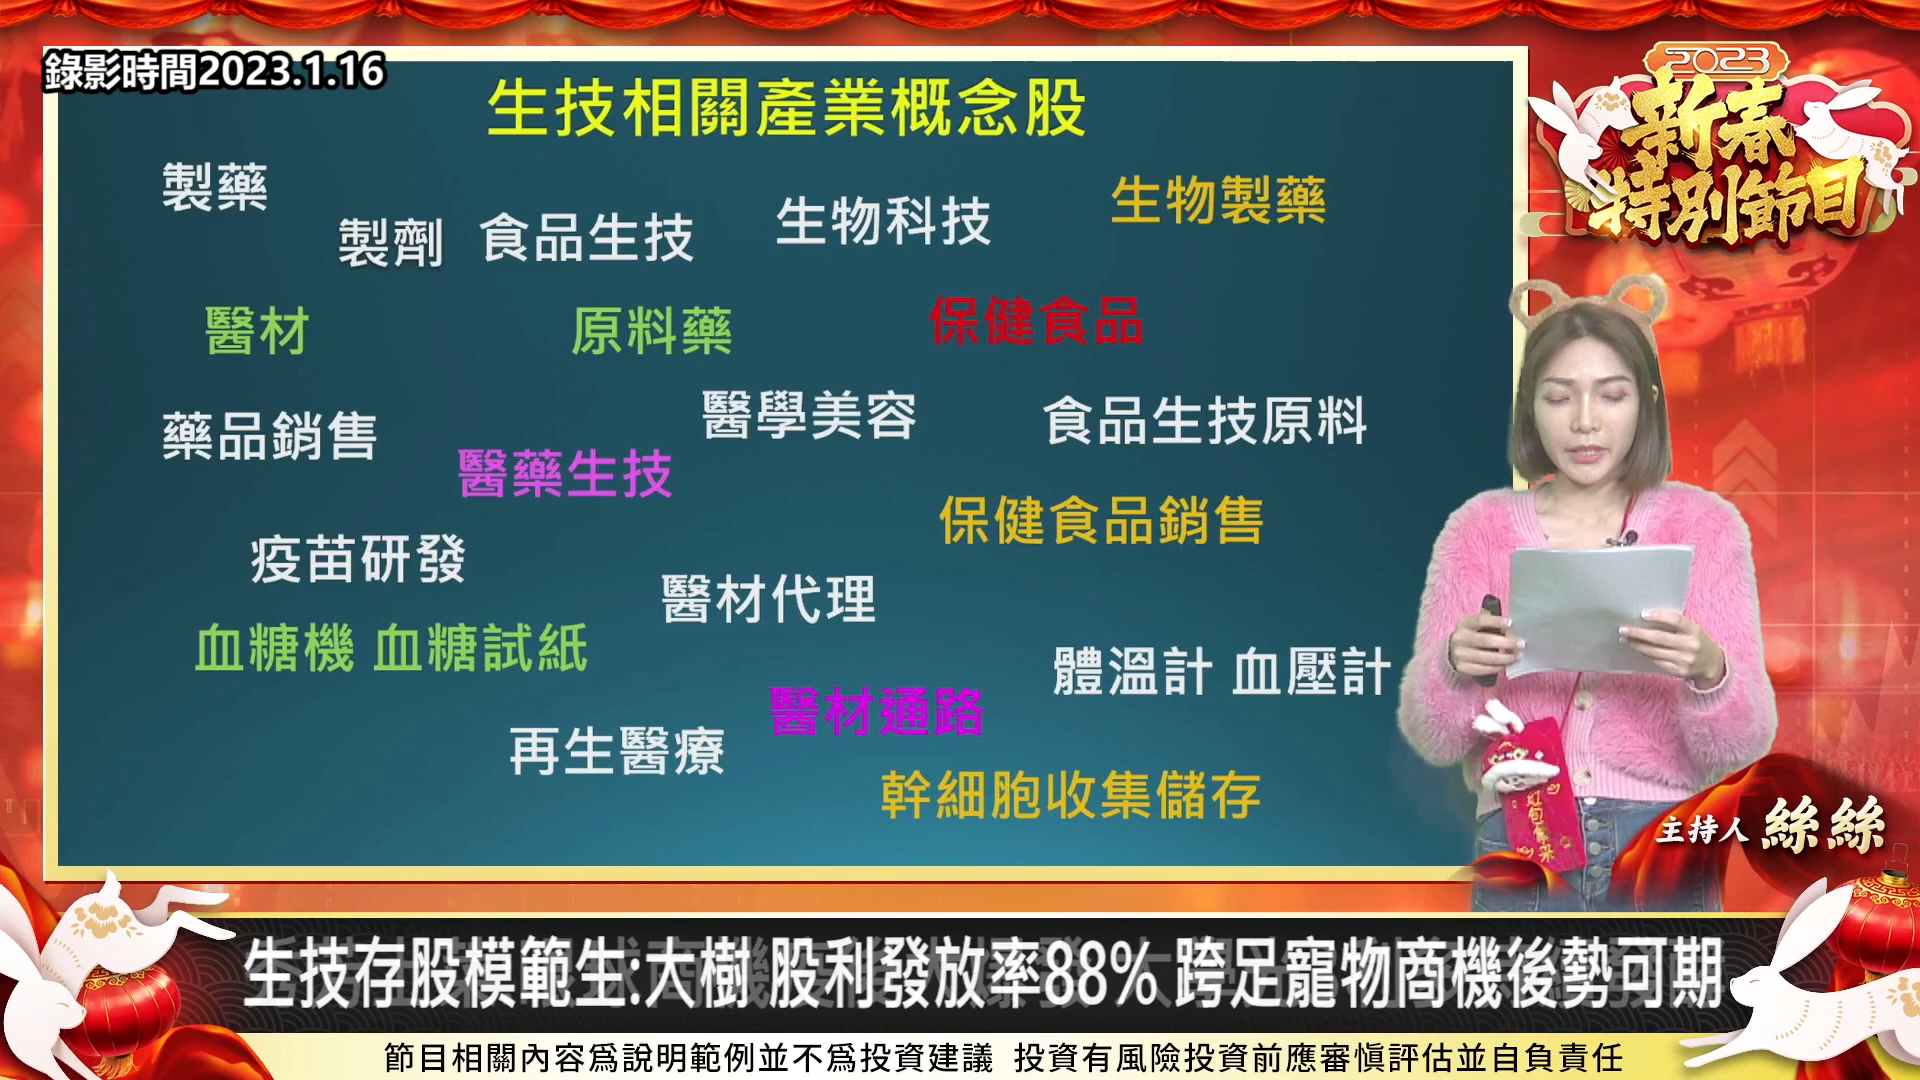 錄影時間2023.1.16
生技相關產業概念股
2023
新春
特別節目
製藥
製劑
食品生技
生物科技
生物製藥
醫材
原料藥
保健食品
藥品銷售
醫藥生技
醫學美容
食品生技原料
保健食品銷售
疫苗研發
醫材代理
血糖機 血糖試紙
體溫計 血壓計
醫材通路
再生醫療
幹細胞收集儲存
主持人 絲絲
生技存股模範生:大樹 股利發放率88% 跨足寵物商機後勢可期
節目相關內容為說明範例並不為投資建議 投資有風險投資前應審慎評估並自負責任